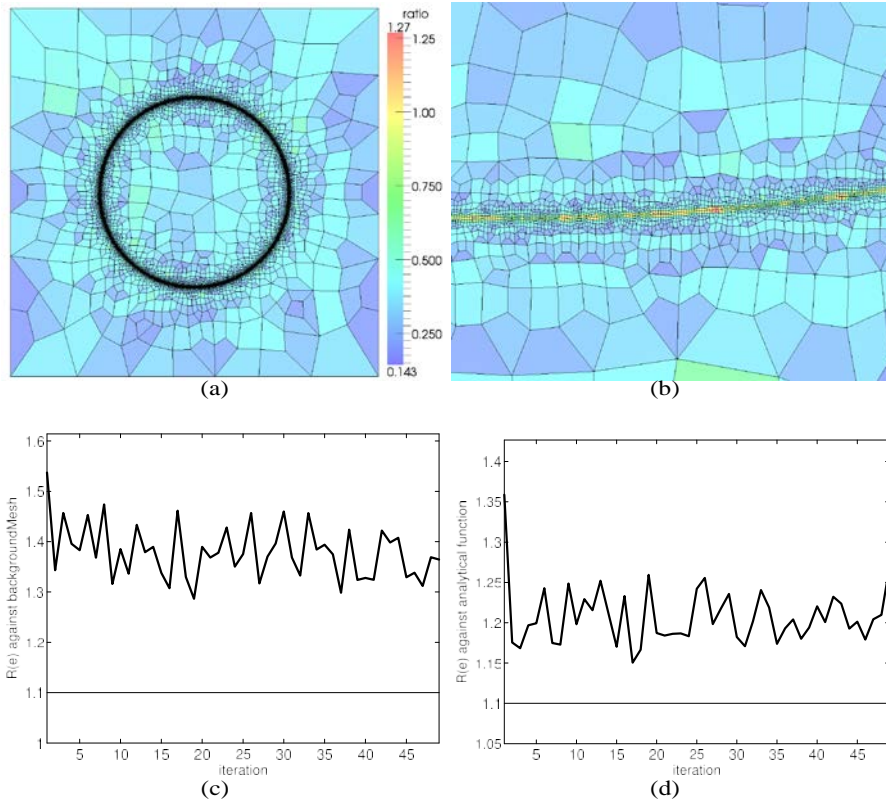 ratio
1.27
1.25
1.00
0.750
0.500
0.250
0.143
(a)
(b)
R(e) against backgroundMesh
1.6
1.5
1.4
1.3
1.2
1.1
1
5 10 15 20 25 30 35 40 45
iteration
(c)
R(e) against analytical function
1.4
1.35
1.3
1.25
1.2
1.15
1.1
1.05
5 10 15 20 25 30 35 40 45
iteration
(d)